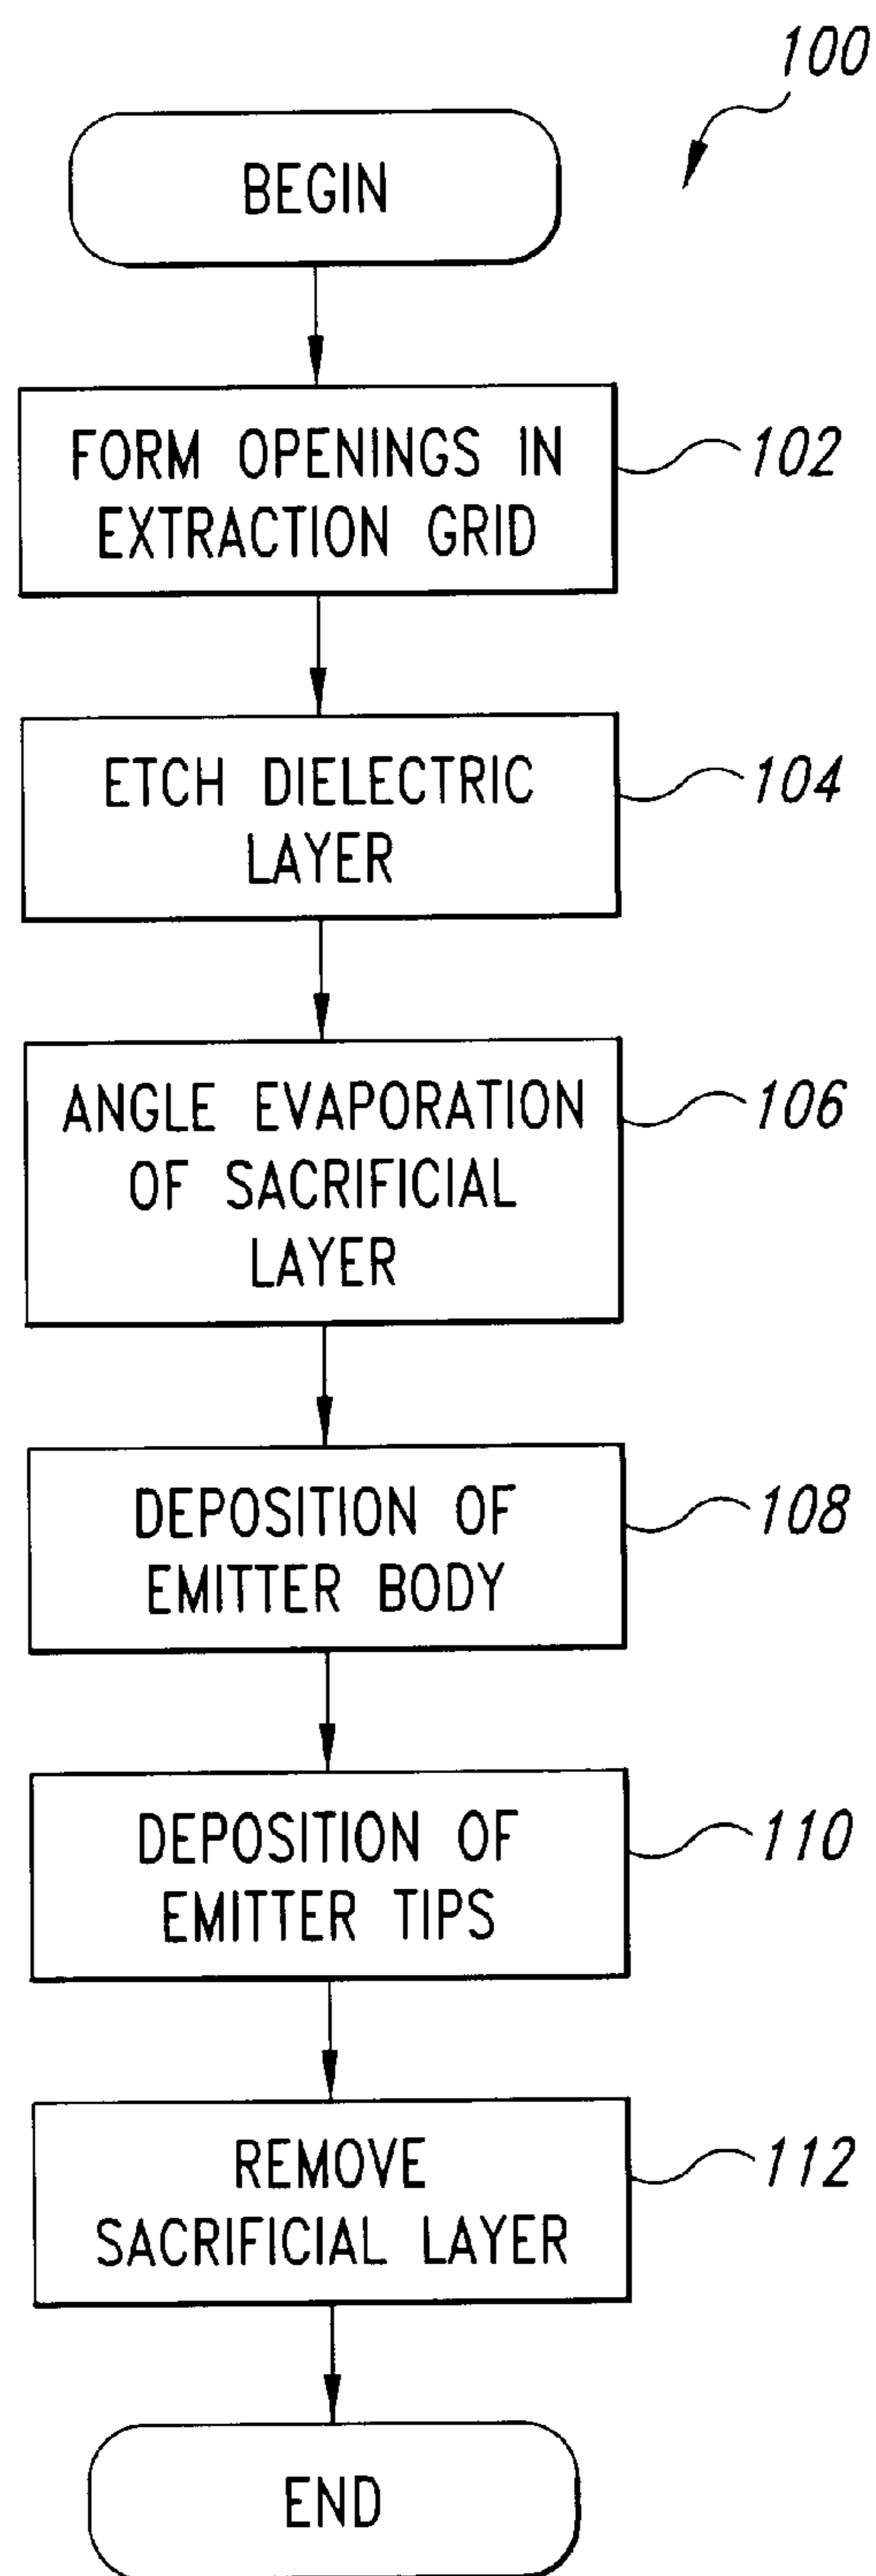 100
BEGIN
FORM OPENINGS IN
EXTRACTION GRID
102
ETCH DIELECTRIC
LAYER
104
ANGLE EVAPORATION
OF SACRIFICIAL
LAYER
106
DEPOSITION OF
EMITTER BODY
108
DEPOSITION OF
EMITTER TIPS
110
REMOVE
SACRIFICIAL LAYER
112
END